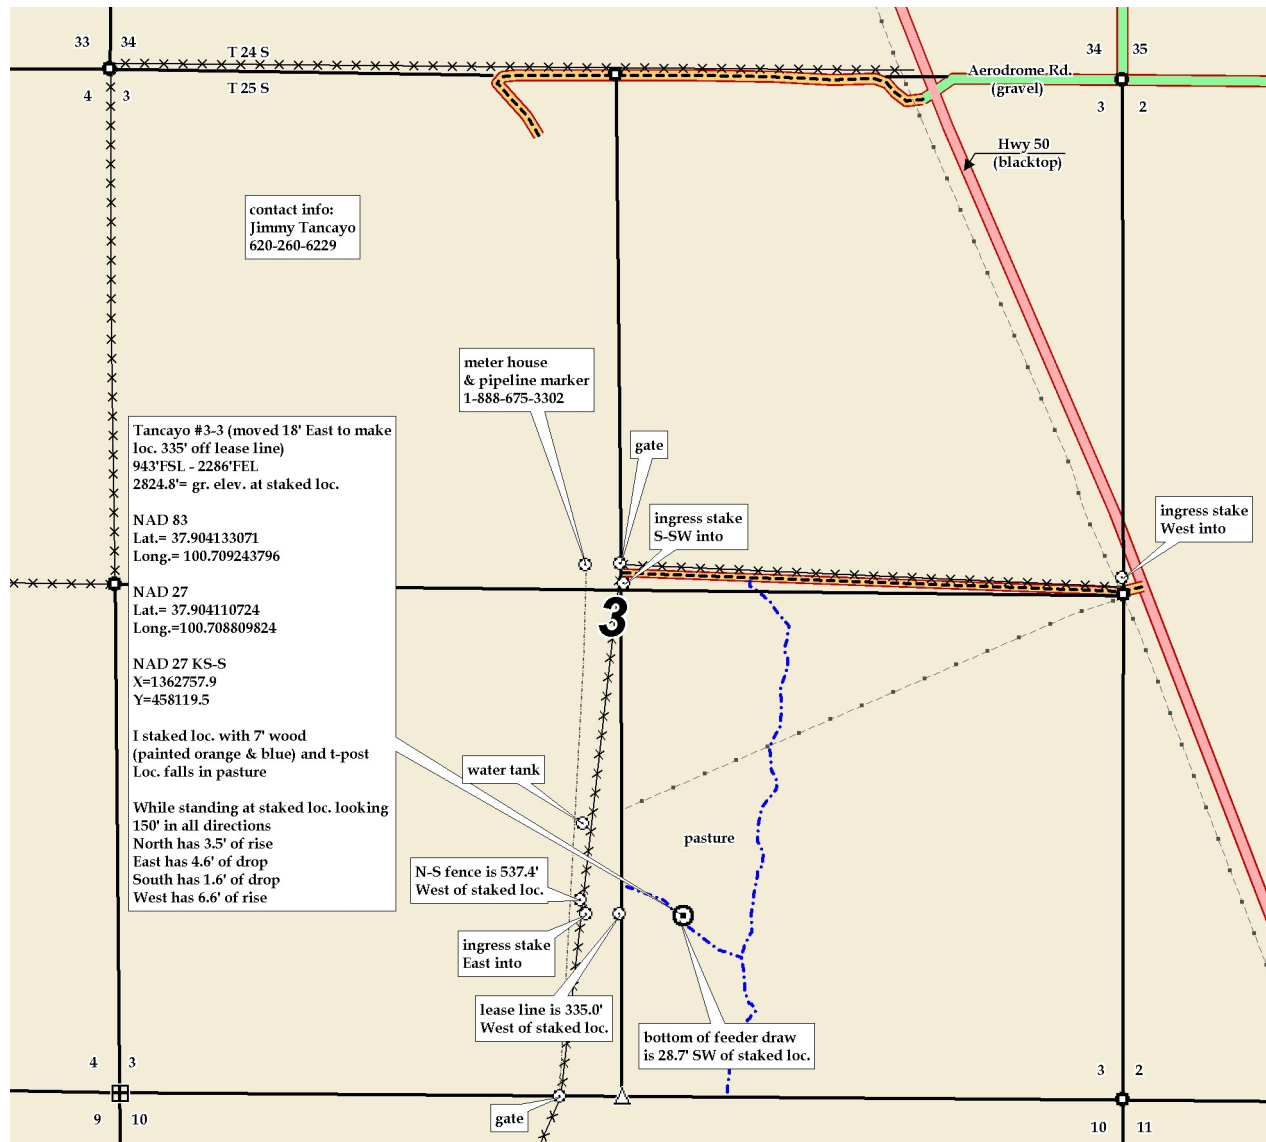 33 34
T 24 S
T 25 S
4 3
34 35
Aerodrome Rd.
(gravel)
3 2
Hwy 50
(blacktop)
contact info:
Jimmy Tancayo
620-260-6229
meter house
& pipeline marker
1-888-675-3302
gate
ingress stake
S-SW into
ingress stake
West into
Tancayo #3-3 (moved 18' East to make
loc. 335' off lease line)
943'FSL - 2286'FEL
2824.8'= gr. elev. at staked loc.
NAD 83
Lat.= 37.904133071
Long.= 100.709243796
NAD 27
Lat.= 37.904110724
Long.=100.708809824
NAD 27 KS-S
X=1362757.9
Y=458119.5
I staked loc. with 7' wood
(painted orange & blue) and t-post
Loc. falls in pasture
While standing at staked loc. looking
150' in all directions
North has 3.5' of rise
East has 4.6' of drop
South has 1.6' of drop
West has 6.6' of rise
3
water tank
pasture
N-S fence is 537.4'
West of staked loc.
ingress stake
East into
lease line is 335.0'
West of staked loc.
bottom of feeder draw
is 28.7' SW of staked loc.
4 3
9 10
gate
3 2
10 11